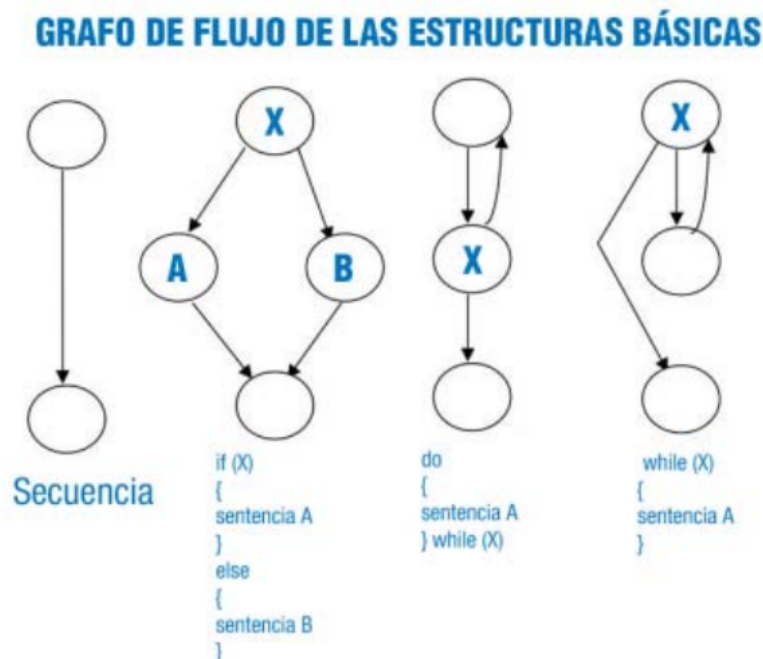 GRAFO DE FLUJO DE LAS ESTRUCTURAS BÁSICAS
X
A
B
X
X
Secuencia
if (X)
{
sentencia A
}
else
{
sentencia B
}
do
{
sentencia A
} while (X)
while (X)
{
sentencia A
}